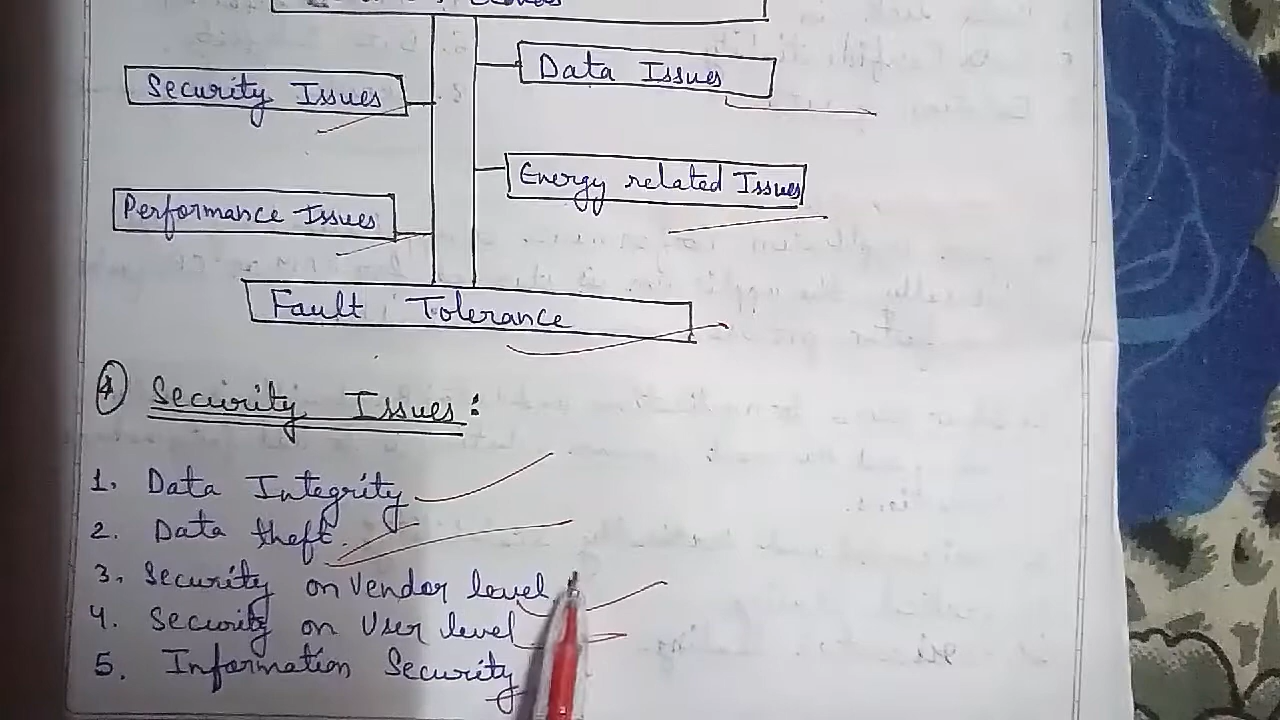 Data Issues
Security Issues
Energy related Issues
Performance Issues
Fault Tolerance
Security Issues:
1. Data Integrity
2. Data theft.
3. Security on Vendor level.
4. Security on User level
5. Information Security